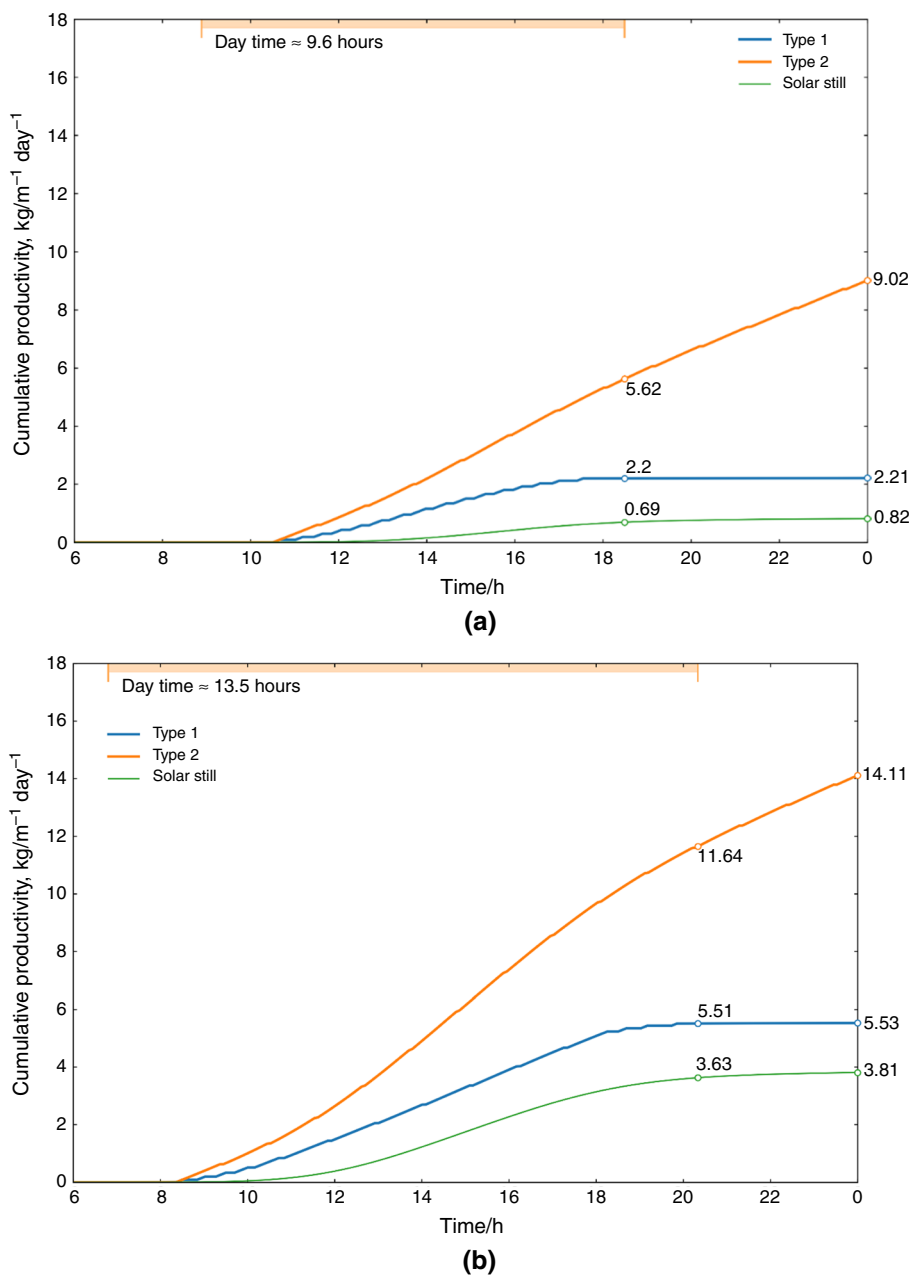 18
Day time ≈ 9.6 hours
Type 1
Type 2
Solar still
16
14
12
10
8
6
4
2
0
Cumulative productivity, kg/m⁻¹ day⁻¹
9.02
5.62
2.2
2.21
0.69
0.82
6 8 10 12 14 16 18 20 22 0
Time/h
(a)
18
Day time ≈ 13.5 hours
Type 1
Type 2
Solar still
16
14
12
10
8
6
4
2
0
Cumulative productivity, kg/m⁻¹ day⁻¹
14.11
11.64
5.51
5.53
3.63
3.81
6 8 10 12 14 16 18 20 22 0
Time/h
(b)